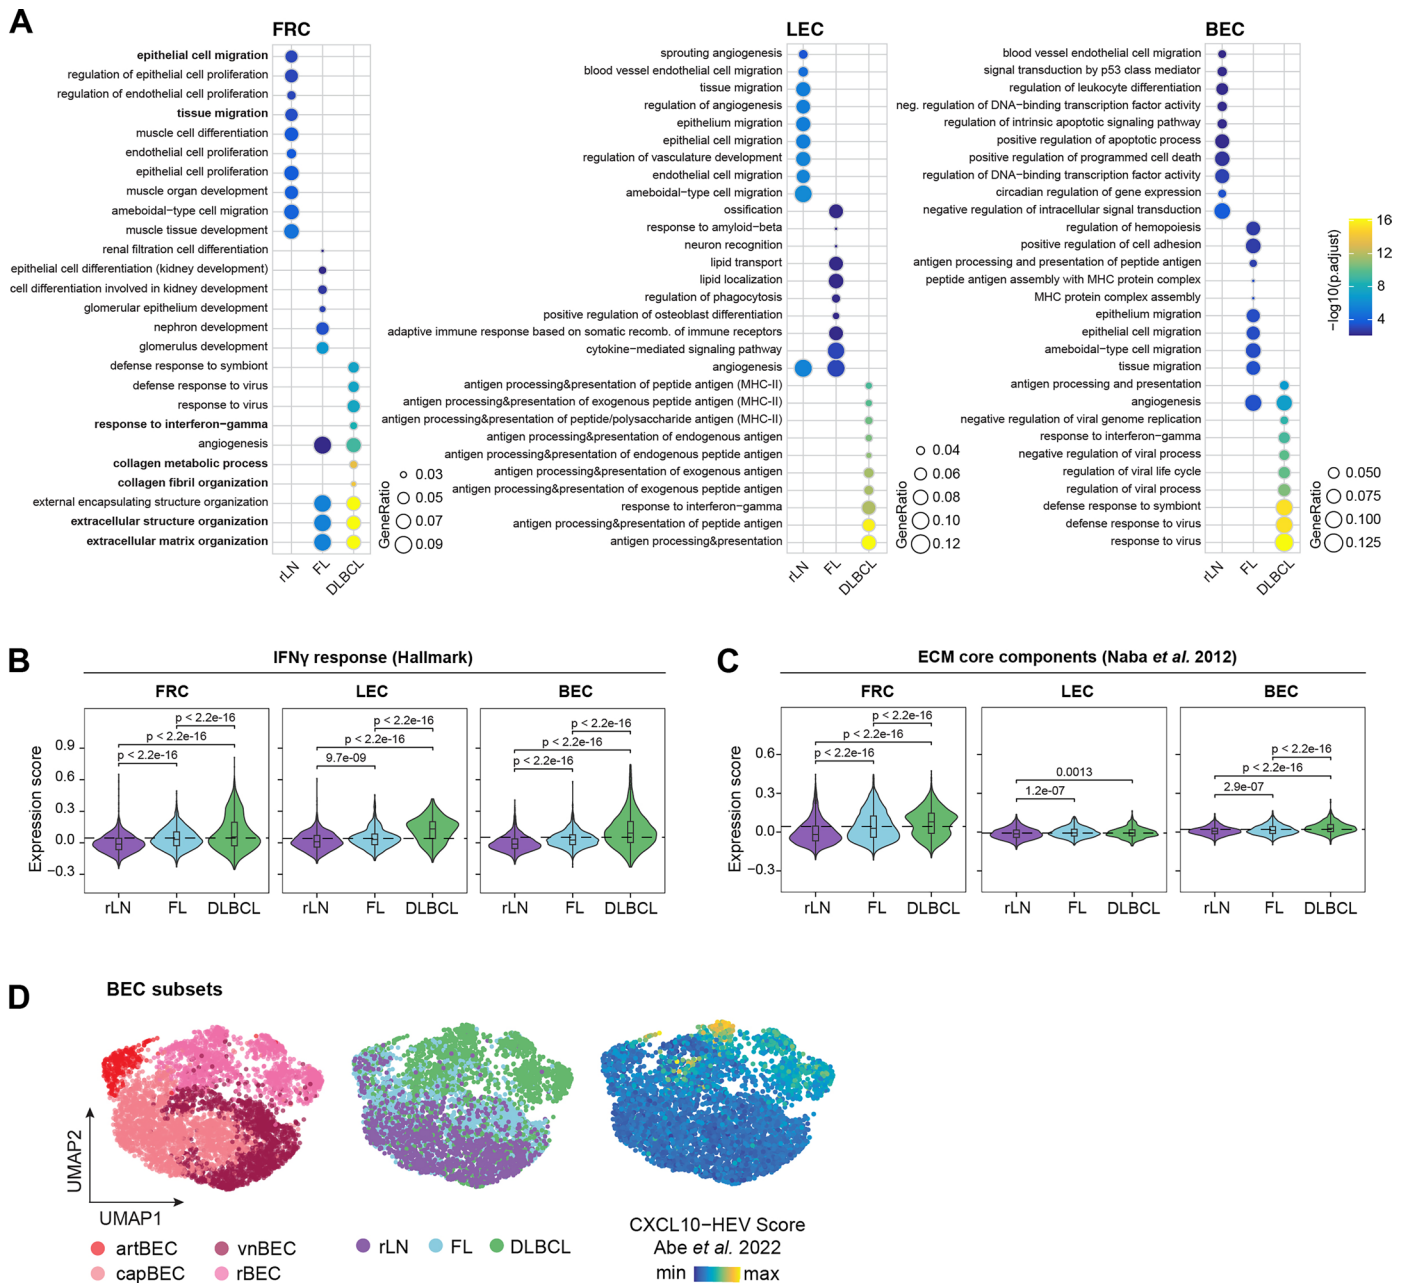 A
FRC
epithelial cell migration
regulation of epithelial cell proliferation
regulation of endothelial cell proliferation
tissue migration
muscle cell differentiation
endothelial cell proliferation
epithelial cell proliferation
muscle organ development
ameboidal−type cell migration
muscle tissue development
renal filtration cell differentiation
epithelial cell differentiation (kidney development)
cell differentiation involved in kidney development
glomerular epithelium development
nephron development
glomerulus development
defense response to symbiont
defense response to virus
response to virus
response to interferon−gamma
angiogenesis
collagen metabolic process
collagen fibril organization
external encapsulating structure organization
extracellular structure organization
extracellular matrix organization
rLN
FL
DLBCL
GeneRatio
0.03
0.05
0.07
0.09
LEC
sprouting angiogenesis
blood vessel endothelial cell migration
tissue migration
regulation of angiogenesis
epithelium migration
epithelial cell migration
regulation of vasculature development
endothelial cell migration
ameboidal−type cell migration
ossification
response to amyloid−beta
neuron recognition
lipid transport
lipid localization
regulation of phagocytosis
positive regulation of osteoblast differentiation
adaptive immune response based on somatic recomb. of immune receptors
cytokine−mediated signaling pathway
angiogenesis
antigen processing&presentation of peptide antigen (MHC-II)
antigen processing&presentation of exogenous peptide antigen (MHC-II)
antigen processing&presentation of peptide/polysaccharide antigen (MHC-II)
antigen processing&presentation of endogenous antigen
antigen processing&presentation of endogenous peptide antigen
antigen processing&presentation of exogenous antigen
antigen processing&presentation of exogenous peptide antigen
response to interferon−gamma
antigen processing&presentation of peptide antigen
antigen processing&presentation
rLN
FL
DLBCL
GeneRatio
0.04
0.06
0.08
0.10
0.12
BEC
blood vessel endothelial cell migration
signal transduction by p53 class mediator
regulation of leukocyte differentiation
neg. regulation of DNA−binding transcription factor activity
regulation of intrinsic apoptotic signaling pathway
positive regulation of apoptotic process
positive regulation of programmed cell death
regulation of DNA−binding transcription factor activity
circadian regulation of gene expression
negative regulation of intracellular signal transduction
regulation of hemopoiesis
positive regulation of cell adhesion
antigen processing and presentation of peptide antigen
peptide antigen assembly with MHC protein complex
MHC protein complex assembly
epithelium migration
epithelial cell migration
ameboidal−type cell migration
tissue migration
antigen processing and presentation
angiogenesis
negative regulation of viral genome replication
response to interferon−gamma
negative regulation of viral process
regulation of viral life cycle
regulation of viral process
defense response to symbiont
defense response to virus
response to virus
rLN
FL
DLBCL
GeneRatio
0.050
0.075
0.100
0.125
−log10(p.adjust)
16
12
8
4
B
IFNγ response (Hallmark)
FRC LEC BEC
Expression score
0.9
0.6
0.3
0.0
−0.3
p < 2.2e-16
p < 2.2e-16
p < 2.2e-16
p < 2.2e-16
p < 2.2e-16
9.7e-09
p < 2.2e-16
p < 2.2e-16
p < 2.2e-16
rLN FL DLBCL rLN FL DLBCL rLN FL DLBCL
C
ECM core components (Naba et al. 2012)
FRC LEC BEC
Expression score
0.6
0.3
0.0
−0.3
p < 2.2e-16
p < 2.2e-16
p < 2.2e-16
0.0013
1.2e-07
p < 2.2e-16
p < 2.2e-16
2.9e-07
rLN FL DLBCL rLN FL DLBCL rLN FL DLBCL
D
BEC subsets
UMAP2
UMAP1
artBEC vnBEC
capBEC rBEC
rLN FL DLBCL
CXCL10−HEV Score
Abe et al. 2022
min max